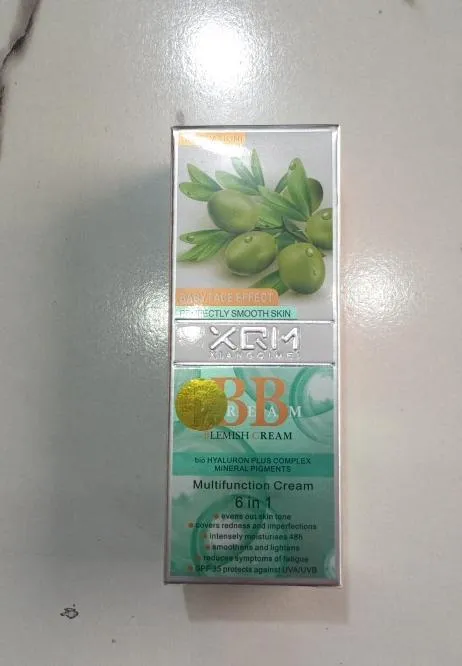 BABY FACE EFFECT
PERFECTLY SMOOTH SKIN
XQM
XIANGQIMEI
BB
BLEMISH CREAM
bio HYALURON PLUS COMPLEX
MINERAL PIGMENTS
Multifunction Cream
6 in 1
evens out skin tone
covers redness and imperfections
intensely moisturises 48h
smoothens and lightens
reduces symptoms of fatigue
SPF 35 protects against UVA/UVB